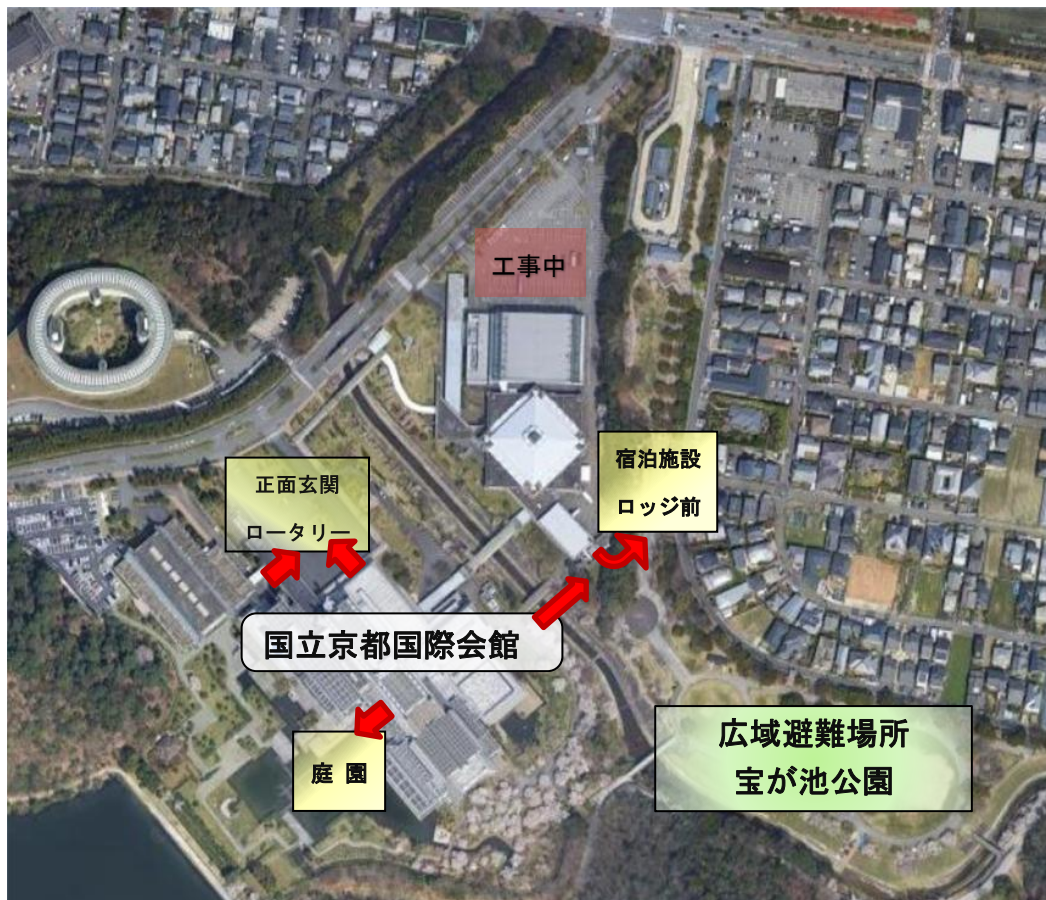 工事中
宿泊施設
ロッジ前
正面玄関
ロータリー
国立京都国際会館
広域避難場所
宝が池公園
庭 園